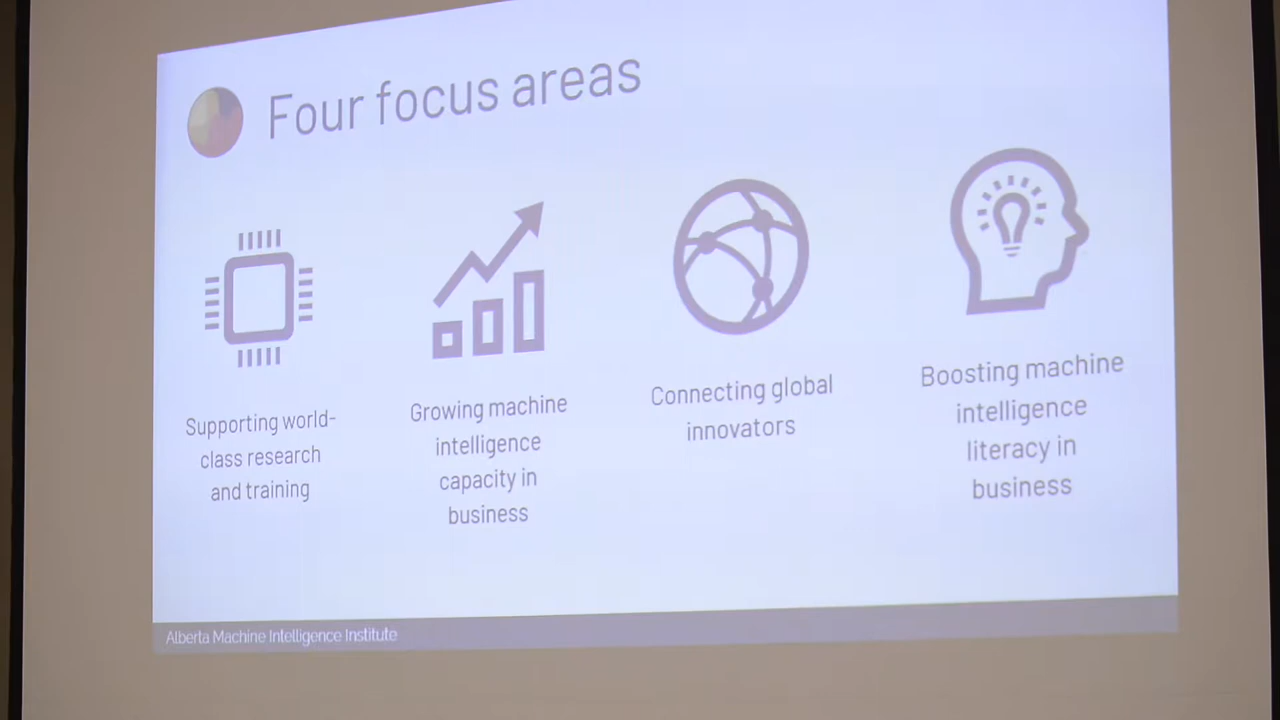 Four focus areas
Supporting world-
class research
and training
Growing machine
intelligence
capacity in
business
Connecting global
innovators
Boosting machine
intelligence
literacy in
business
Alberta Machine Intelligence Institute